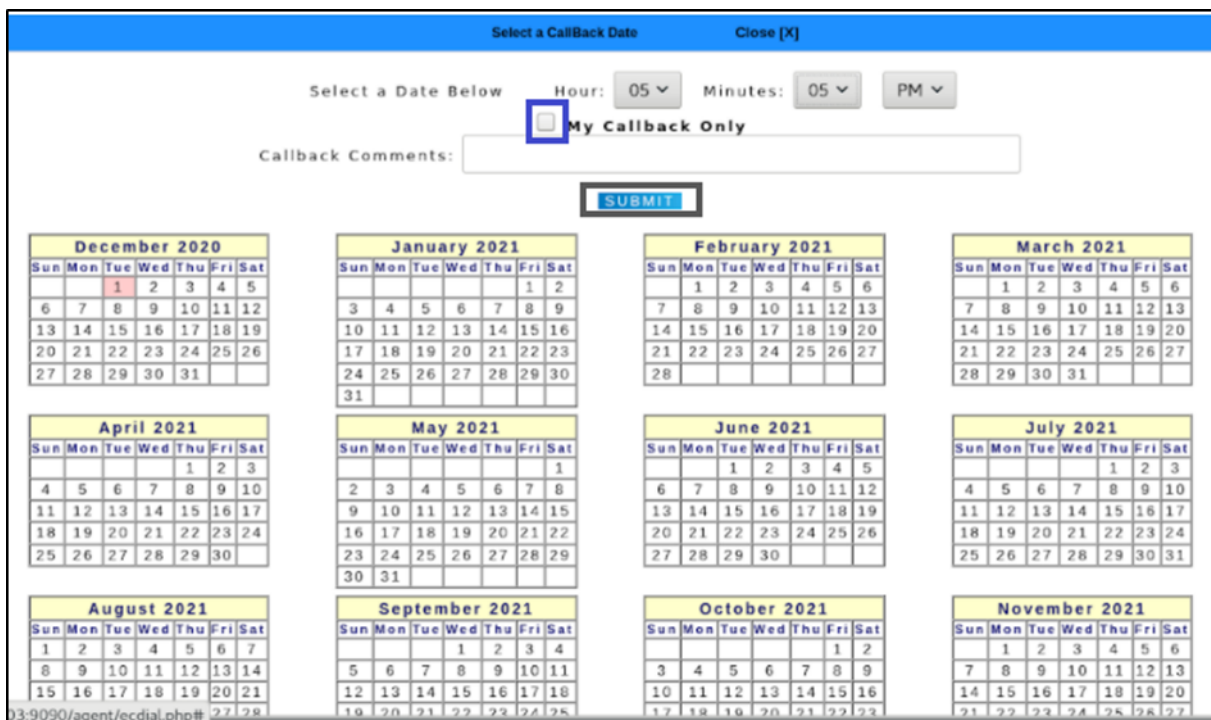 Select a CallBack Date Close [X]
Select a Date Below Hour: 05 Minutes: 05 PM
My Callback Only
Callback Comments:
SUBMIT
December 2020 January 2021 February 2021 March 2021
Sun Mon Tue Wed Thu Fri Sat Sun Mon Tue Wed Thu Fri Sat Sun Mon Tue Wed Thu Fri Sat Sun Mon Tue Wed Thu Fri Sat
1 2 3 4 5 1 2 1 2 3 4 5 6 1 2 3 4 5 6
6 7 8 9 10 11 12 3 4 5 6 7 8 9 7 8 9 10 11 12 13 7 8 9 10 11 12 13
13 14 15 16 17 18 19 10 11 12 13 14 15 16 14 15 16 17 18 19 20 14 15 16 17 18 19 20
20 21 22 23 24 25 26 17 18 19 20 21 22 23 21 22 23 24 25 26 27 21 22 23 24 25 26 27
27 28 29 30 31 24 25 26 27 28 29 30 28 28 29 30 31
31
April 2021 May 2021 June 2021 July 2021
Sun Mon Tue Wed Thu Fri Sat Sun Mon Tue Wed Thu Fri Sat Sun Mon Tue Wed Thu Fri Sat Sun Mon Tue Wed Thu Fri Sat
1 2 3 1 1 2 3 4 5 1 2 3
4 5 6 7 8 9 10 2 3 4 5 6 7 8 6 7 8 9 10 11 12 4 5 6 7 8 9 10
11 12 13 14 15 16 17 9 10 11 12 13 14 15 13 14 15 16 17 18 19 11 12 13 14 15 16 17
18 19 20 21 22 23 24 16 17 18 19 20 21 22 20 21 22 23 24 25 26 18 19 20 21 22 23 24
25 26 27 28 29 30 23 24 25 26 27 28 29 27 28 29 30 25 26 27 28 29 30 31
30 31
August 2021 September 2021 October 2021 November 2021
Sun Mon Tue Wed Thu Fri Sat Sun Mon Tue Wed Thu Fri Sat Sun Mon Tue Wed Thu Fri Sat Sun Mon Tue Wed Thu Fri Sat
1 2 3 4 5 6 7 1 2 3 4 1 2 1 2 3 4 5 6
8 9 10 11 12 13 14 5 6 7 8 9 10 11 3 4 5 6 7 8 9 7 8 9 10 11 12 13
15 16 17 18 19 20 21 12 13 14 15 16 17 18 10 11 12 13 14 15 16 14 15 16 17 18 19 20
03:9090/agent/ecdial.php# 27 28 19 20 21 22 23 24 25 17 18 19 20 21 22 23 21 22 23 24 25 26 27